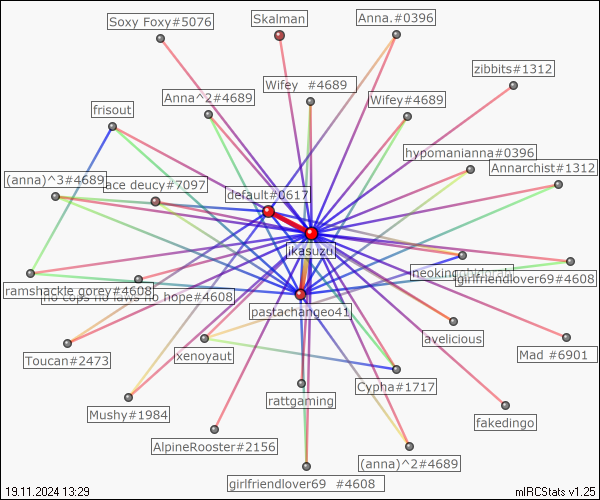 Soxy Foxy#5076
Skalman
Anna.#0396
zibbits#1312
Wifey #4689
Anna^2#4689
Wifey#4689
frisout
hypomanianna#0396
Annarchist#1312
(anna)^3#4689
ace deucy#7097
default#0617
ikasuzu
girlfriendlover69#4608
ramshackle gorey#4608
no cops no laws no hope#4608
pastachangeo41
avelicious
Toucan#2473
xenoyaut
Mad #6901
Cypha#1717
rattgaming
Mushy#1984
fakedingo
AlpineRooster#2156
(anna)^2#4689
girlfriendlover69 #4608
19.11.2024 13:29
mIRCStats v1.25